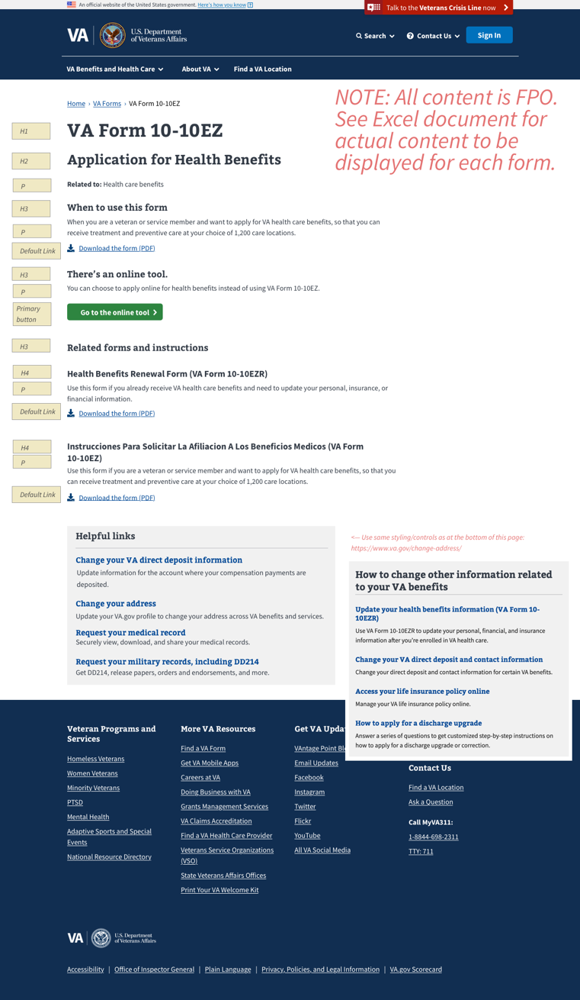 An official website of the United States government. Here's how you know
Talk to the Veterans Crisis Line now
VA
U.S. Department
of Veterans Affairs
Search
Contact Us
Sign In
VA Benefits and Health Care
About VA
Find a VA Location
Home › VA Forms › VA Form 10-10EZ
NOTE: All content is FPO.
See Excel document for
actual content to be
displayed for each form.
H1
VA Form 10-10EZ
H2
Application for Health Benefits
P
Related to: Health care benefits
H3
When to use this form
P
When you are a veteran or service member and want to apply for VA health care benefits, so that you can
receive treatment and preventive care at your choice of 1,200 care locations.
Default Link
Download the form (PDF)
H3
There's an online tool.
P
You can choose to apply online for health benefits instead of using VA Form 10-10EZ.
Primary
button
Go to the online tool
H3
Related forms and instructions
H4
Health Benefits Renewal Form (VA Form 10-10EZR)
P
Use this form if you already receive VA health care benefits and need to update your personal, insurance, or
financial information.
Default Link
Download the form (PDF)
H4
Instrucciones Para Solicitar La Afiliacion A Los Beneficios Medicos (VA Form
10-10EZ)
P
Use this form if you are a veteran or service member and want to apply for VA health care benefits, so that you
can receive treatment and preventive care at your choice of 1,200 care locations.
Default Link
Download the form (PDF)
Helpful links
Change your VA direct deposit information
Update information for the account where your compensation payments are
deposited.
Change your address
Update your VA.gov profile to change your address across VA benefits and services.
Request your medical record
Securely view, download, and share your medical records.
Request your military records, including DD214
Get DD214, release papers, orders and endorsements, and more.
<— Use same styling/controls as at the bottom of this page:
https://www.va.gov/change-address/
How to change other information related
to your VA benefits
Update your health benefits information (VA Form 10-
10EZR)
Use VA Form 10-10EZR to update your personal, financial, and insurance
information after you're enrolled in VA health care.
Change your VA direct deposit and contact information
Change your direct deposit and contact information for certain VA benefits.
Access your life insurance policy online
Manage your VA life insurance policy online.
How to apply for a discharge upgrade
Answer a series of questions to get customized step-by-step instructions on
how to apply for a discharge upgrade or correction.
Veteran Programs and
Services
Homeless Veterans
Women Veterans
Minority Veterans
PTSD
Mental Health
Adaptive Sports and Special
Events
National Resource Directory
More VA Resources
Find a VA Form
Get VA Mobile Apps
Careers at VA
Doing Business with VA
Grants Management Services
VA Claims Accreditation
Find a VA Health Care Provider
Veterans Service Organizations
(VSO)
State Veterans Affairs Offices
Print Your VA Welcome Kit
Get VA Upda
VAntage Point Bl
Email Updates
Facebook
Instagram
Twitter
Flickr
YouTube
All VA Social Media
Contact Us
Find a VA Location
Ask a Question
Call MyVA311:
1-8844-698-2311
TTY: 711
VA
U.S. Department
of Veterans Affairs
Accessibility | Office of Inspector General | Plain Language | Privacy, Policies, and Legal Information | VA.gov Scorecard